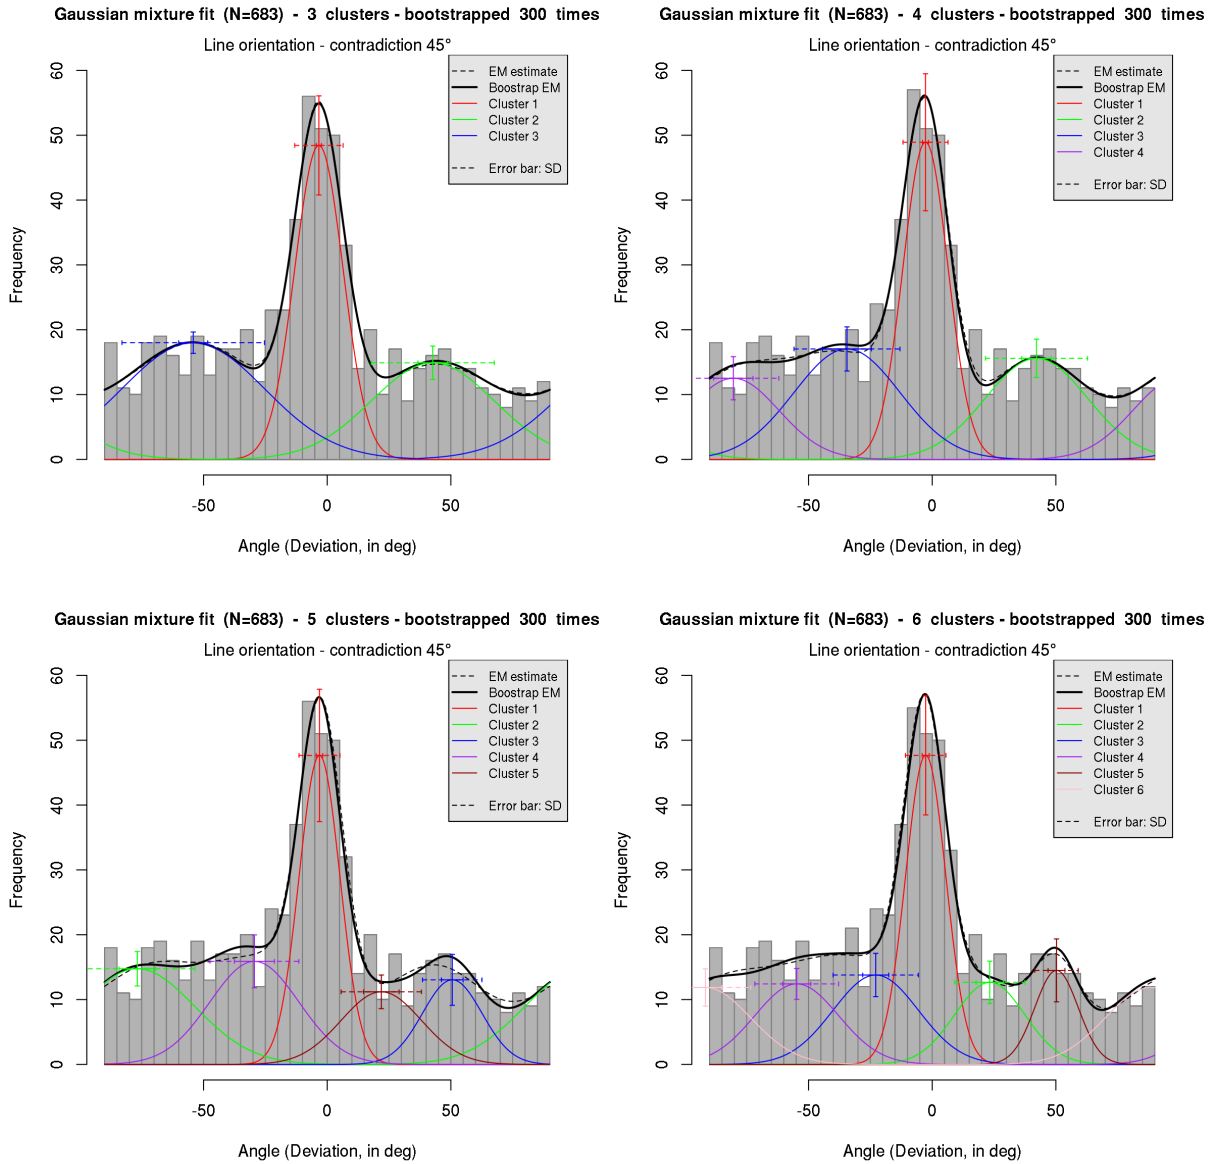 Gaussian mixture fit (N=683) - 3 clusters - bootstrapped 300 times
Line orientation - contradiction 45°
EM estimate
Boostrap EM
Cluster 1
Cluster 2
Cluster 3
Error bar: SD
Frequency
0
10
20
30
40
50
60
-50
0
50
Angle (Deviation, in deg)
Gaussian mixture fit (N=683) - 4 clusters - bootstrapped 300 times
Line orientation - contradiction 45°
EM estimate
Boostrap EM
Cluster 1
Cluster 2
Cluster 3
Cluster 4
Error bar: SD
Frequency
0
10
20
30
40
50
60
-50
0
50
Angle (Deviation, in deg)
Gaussian mixture fit (N=683) - 5 clusters - bootstrapped 300 times
Line orientation - contradiction 45°
EM estimate
Boostrap EM
Cluster 1
Cluster 2
Cluster 3
Cluster 4
Cluster 5
Error bar: SD
Frequency
0
10
20
30
40
50
60
-50
0
50
Angle (Deviation, in deg)
Gaussian mixture fit (N=683) - 6 clusters - bootstrapped 300 times
Line orientation - contradiction 45°
EM estimate
Boostrap EM
Cluster 1
Cluster 2
Cluster 3
Cluster 4
Cluster 5
Cluster 6
Error bar: SD
Frequency
0
10
20
30
40
50
60
-50
0
50
Angle (Deviation, in deg)